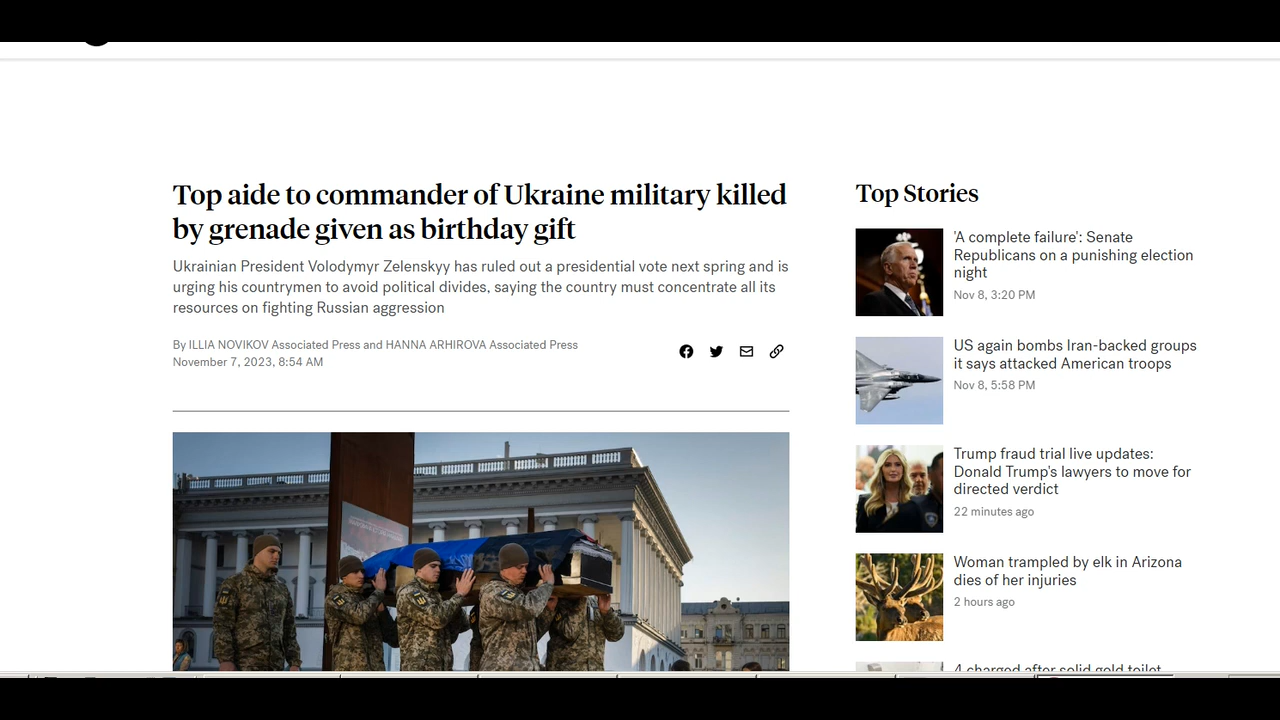 Top aide to commander of Ukraine military killed
by grenade given as birthday gift
Ukrainian President Volodymyr Zelenskyy has ruled out a presidential vote next spring and is
urging his countrymen to avoid political divides, saying the country must concentrate all its
resources on fighting Russian aggression
By ILLIA NOVIKOV Associated Press and HANNA ARHIROVA Associated Press
November 7, 2023, 8:54 AM
Top Stories
'A complete failure': Senate
Republicans on a punishing election
night
Nov 8, 3:20 PM
US again bombs Iran-backed groups
it says attacked American troops
Nov 8, 5:58 PM
Trump fraud trial live updates:
Donald Trump's lawyers to move for
directed verdict
22 minutes ago
Woman trampled by elk in Arizona
dies of her injuries
2 hours ago
4 charged after solid gold toilet